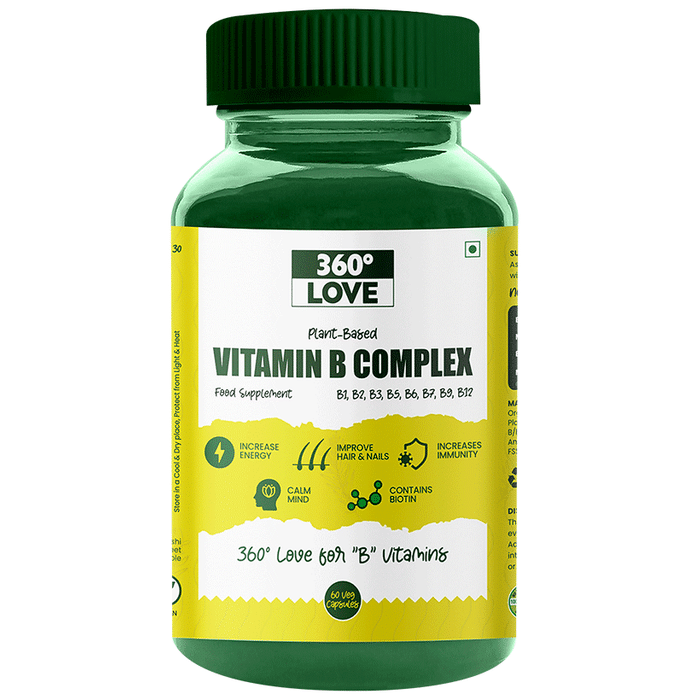 360°
LOVE
Plant-Based
VITAMIN B COMPLEX
Food Supplement
B1, B2, B3, B5, B6, B7, B9, B12
INCREASE
ENERGY
IMPROVE
HAIR & NAILS
INCREASES
IMMUNITY
CALM
MIND
CONTAINS
BIOTIN
360° Love for "B" Vitamins
60 Veg
Capsules
30
Store in a Cool & Dry place, Protect from Light & Heat